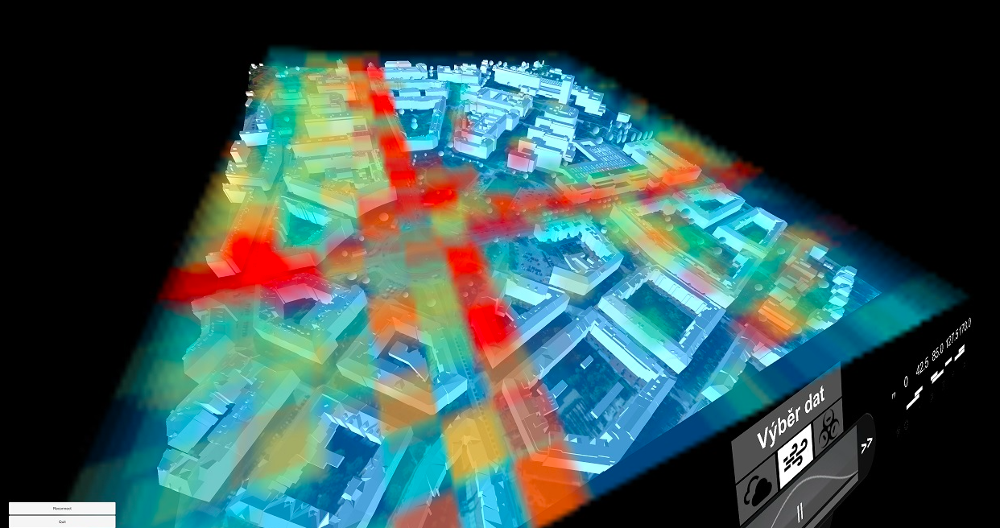 m 0 42.5 85.0 127.5 170.0
Výběr dat
>>
Reconnect
Quit